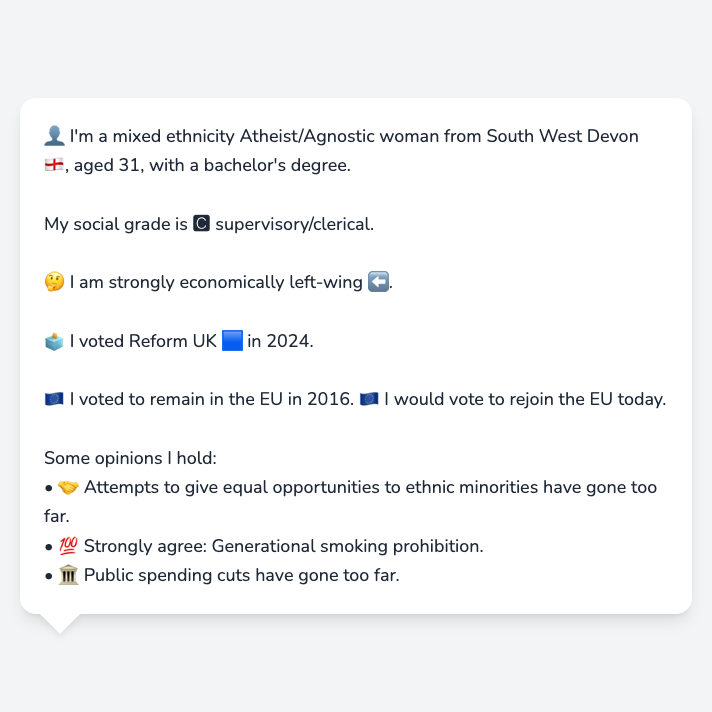 👤 I'm a mixed ethnicity Atheist/Agnostic woman from South West Devon
🏴󠁧󠁢󠁥󠁮󠁧󠁿, aged 31, with a bachelor's degree.
My social grade is 🅲 supervisory/clerical.
🤔 I am strongly economically left-wing ⬅️.
🗳️ I voted Reform UK 🟦 in 2024.
🇪🇺 I voted to remain in the EU in 2016. 🇪🇺 I would vote to rejoin the EU today.
Some opinions I hold:
• 🤝 Attempts to give equal opportunities to ethnic minorities have gone too
far.
• 💯 Strongly agree: Generational smoking prohibition.
• 🏛️ Public spending cuts have gone too far.